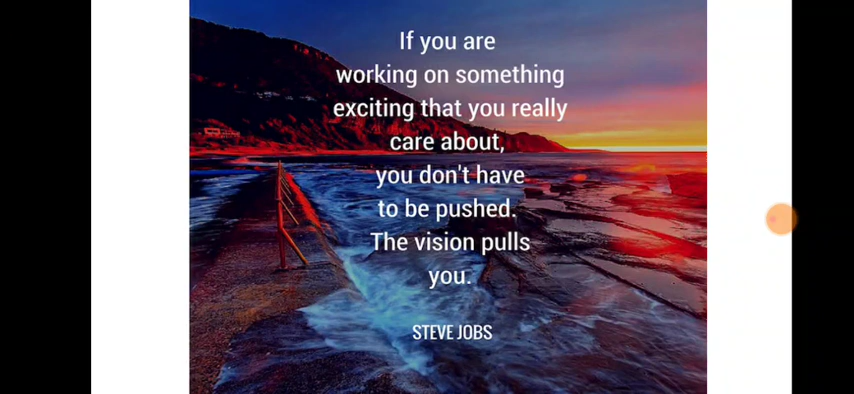 If you are
working on something
exciting that you really
care about,
you don't have
to be pushed.
The vision pulls
you.
STEVE JOBS